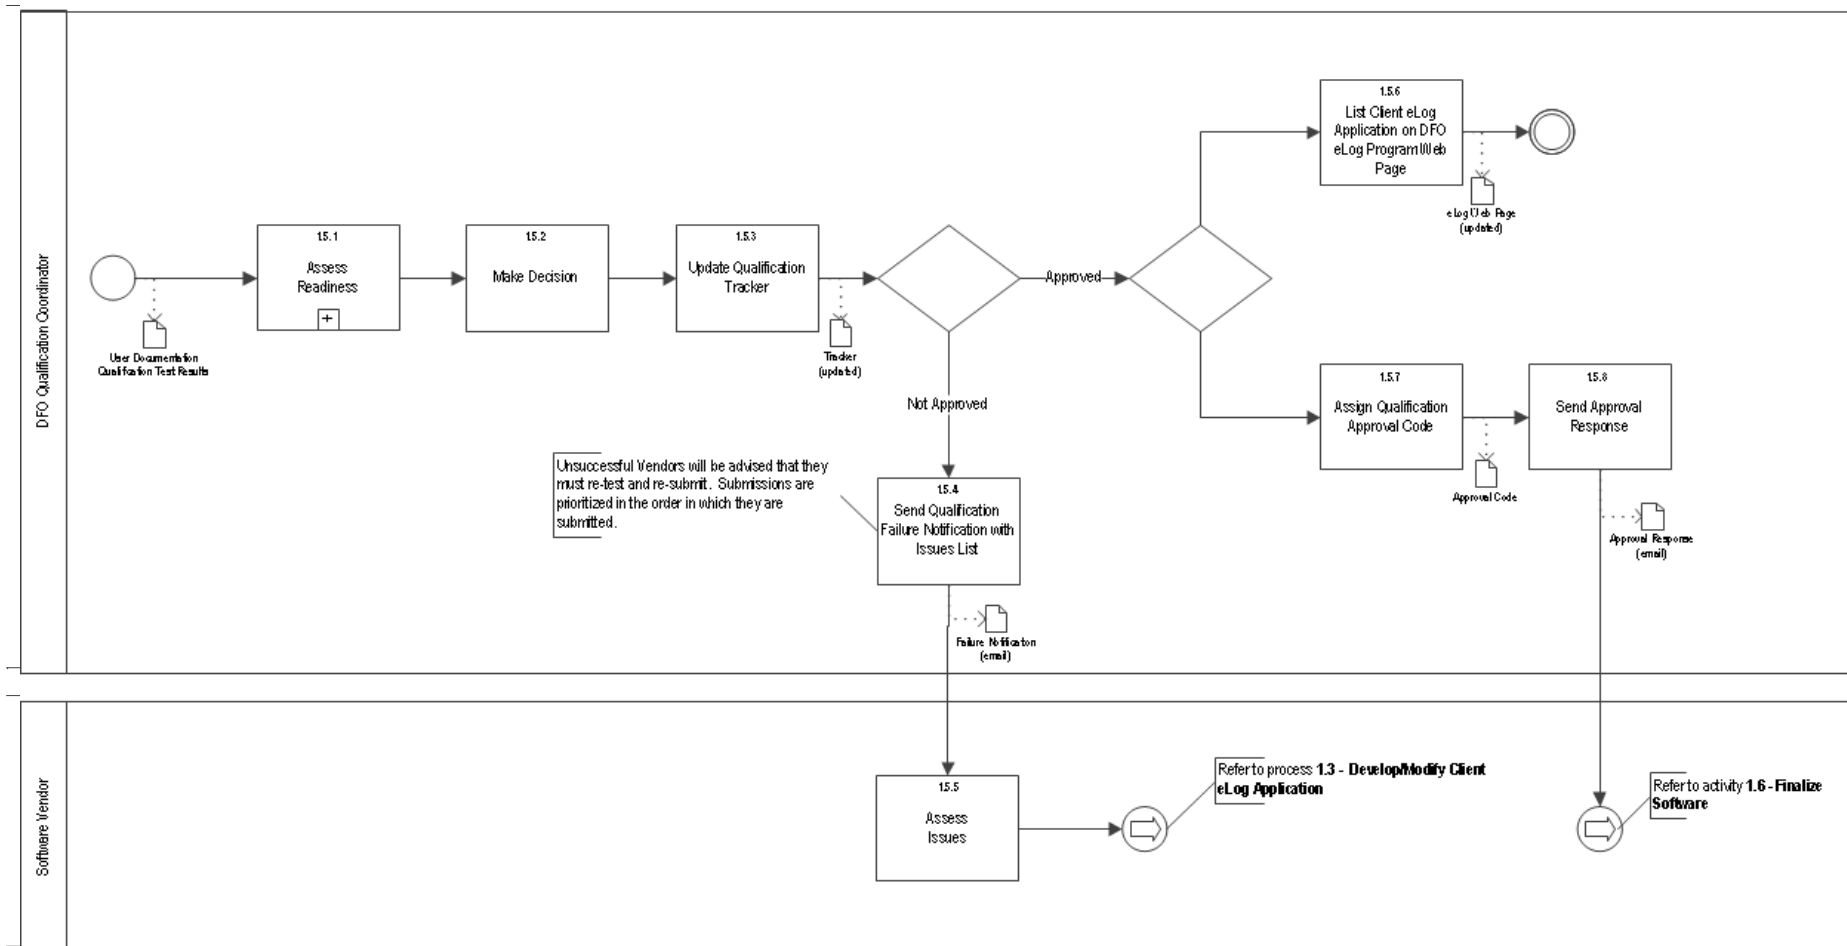 DFO Qualification Coordinator
User Documentation
Qualification Test Results
1.5.1
Assess
Readiness
1.5.2
Make Decision
1.5.3
Update Qualification
Tracker
Tracker
(updated)
Approved
Not Approved
Unsuccessful Vendors will be advised that they
must re-test and re-submit. Submissions are
prioritized in the order in which they are
submitted.
1.5.4
Send Qualification
Failure Notification with
Issues List
Failure Notification
(email)
1.5.6
List Client eLog
Application on DFO
eLog Program Web
Page
eLog Web Page
(updated)
1.5.7
Assign Qualification
Approval Code
Approval Code
1.5.8
Send Approval
Response
Approval Response
(email)
Software Vendor
1.5.5
Assess
Issues
Refer to process 1.3 - Develop/Modify Client
eLog Application
Refer to activity 1.6 - Finalize
Software